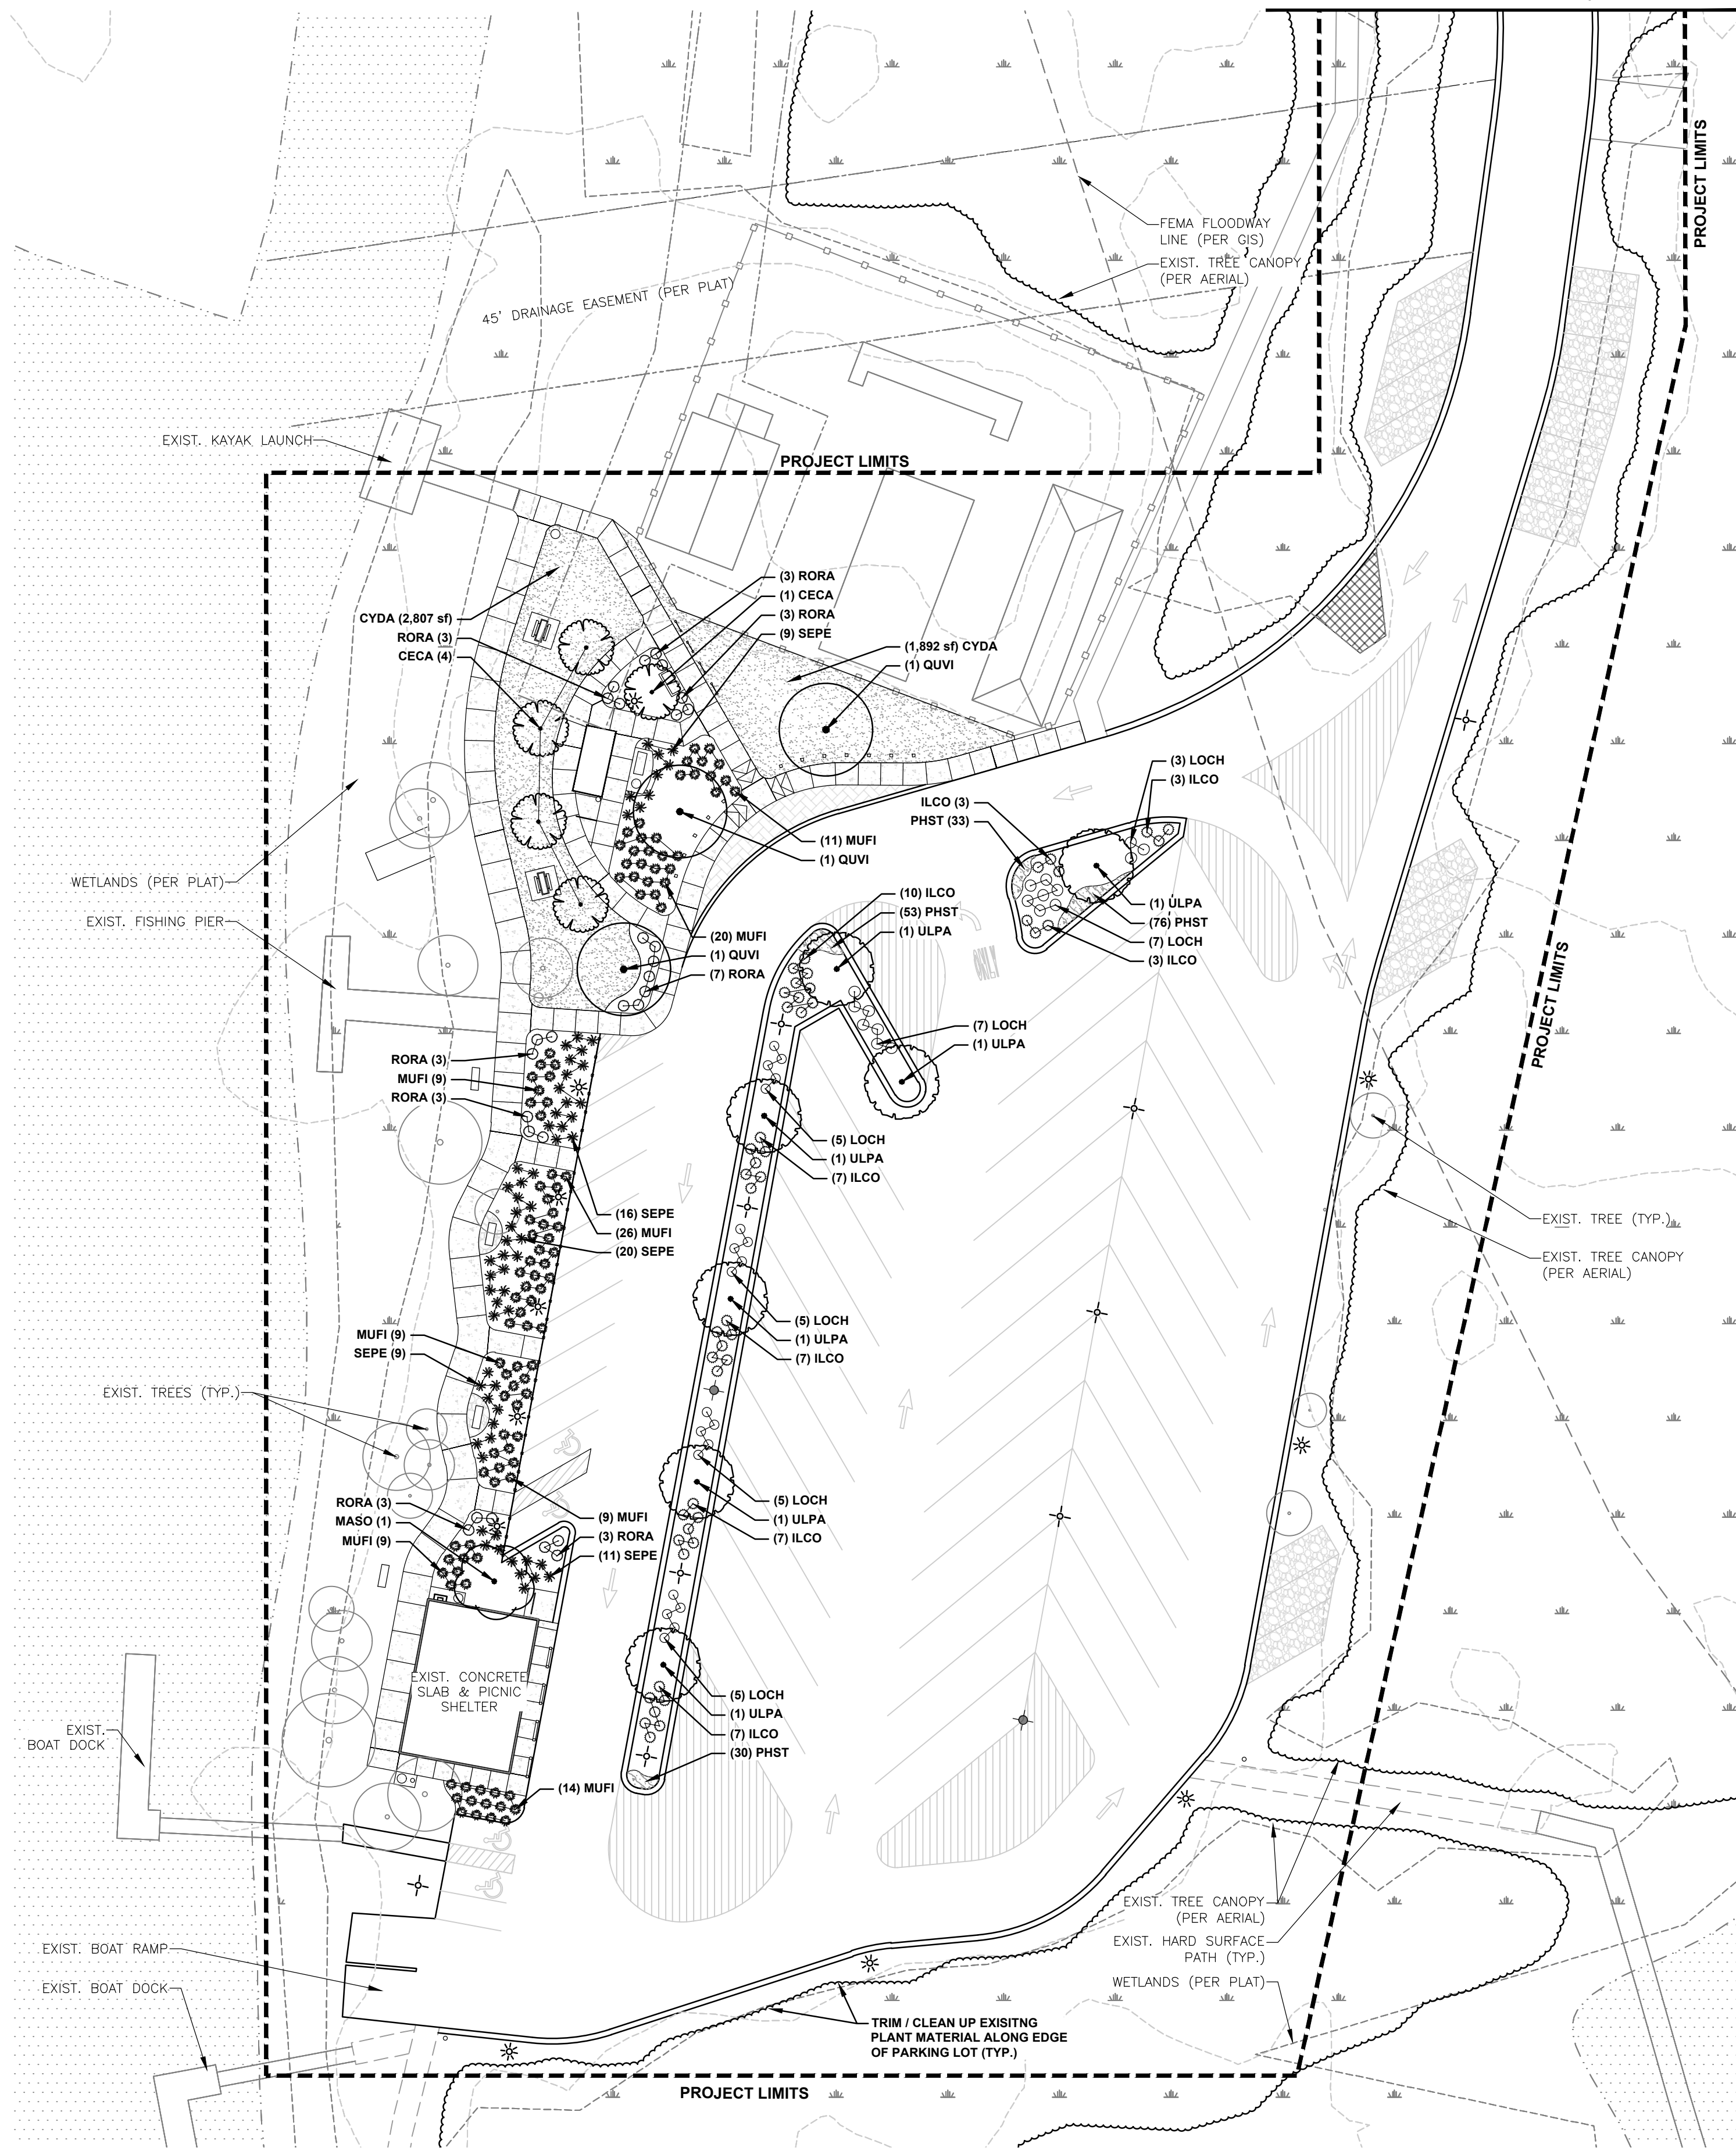 PROJECT LIMITS
FEMA FLOODWAY
LINE (PER GIS)
EXIST. TREE CANOPY
(PER AERIAL)
45' DRAINAGE EASEMENT (PER PLAT)
EXIST. KAYAK LAUNCH
PROJECT LIMITS
(3) RORA
(1) CECA
(3) RORA
(9) SEPE
CYDA (2,807 sf)
RORA (3)
CECA (4)
(1,892 sf) CYDA
(1) QUVI
(3) LOCH
(3) ILCO
ILCO (3)
PHST (33)
(11) MUFI
(1) QUVI
WETLANDS (PER PLAT)
EXIST. FISHING PIER
(10) ILCO
(53) PHST
(1) ULPA
(1) ULPA
(76) PHST
(7) LOCH
(3) ILCO
ONLY
(20) MUFI
(1) QUVI
(7) RORA
PROJECT LIMITS
(7) LOCH
(1) ULPA
RORA (3)
MUFI (9)
RORA (3)
(5) LOCH
(1) ULPA
(7) ILCO
(16) SEPE
(26) MUFI
(20) SEPE
EXIST. TREE (TYP.)
EXIST. TREE CANOPY
(PER AERIAL)
(5) LOCH
(1) ULPA
(7) ILCO
MUFI (9)
SEPE (9)
EXIST. TREES (TYP.)
RORA (3)
MASO (1)
MUFI (9)
(9) MUFI
(3) RORA
(11) SEPE
(5) LOCH
(1) ULPA
(7) ILCO
EXIST. CONCRETE
SLAB & PICNIC
SHELTER
(5) LOCH
(1) ULPA
(7) ILCO
(30) PHST
EXIST.
BOAT DOCK
(14) MUFI
EXIST. TREE CANOPY
(PER AERIAL)
EXIST. HARD SURFACE
PATH (TYP.)
WETLANDS (PER PLAT)
EXIST. BOAT RAMP
EXIST. BOAT DOCK
TRIM / CLEAN UP EXISITNG
PLANT MATERIAL ALONG EDGE
OF PARKING LOT (TYP.)
PROJECT LIMITS